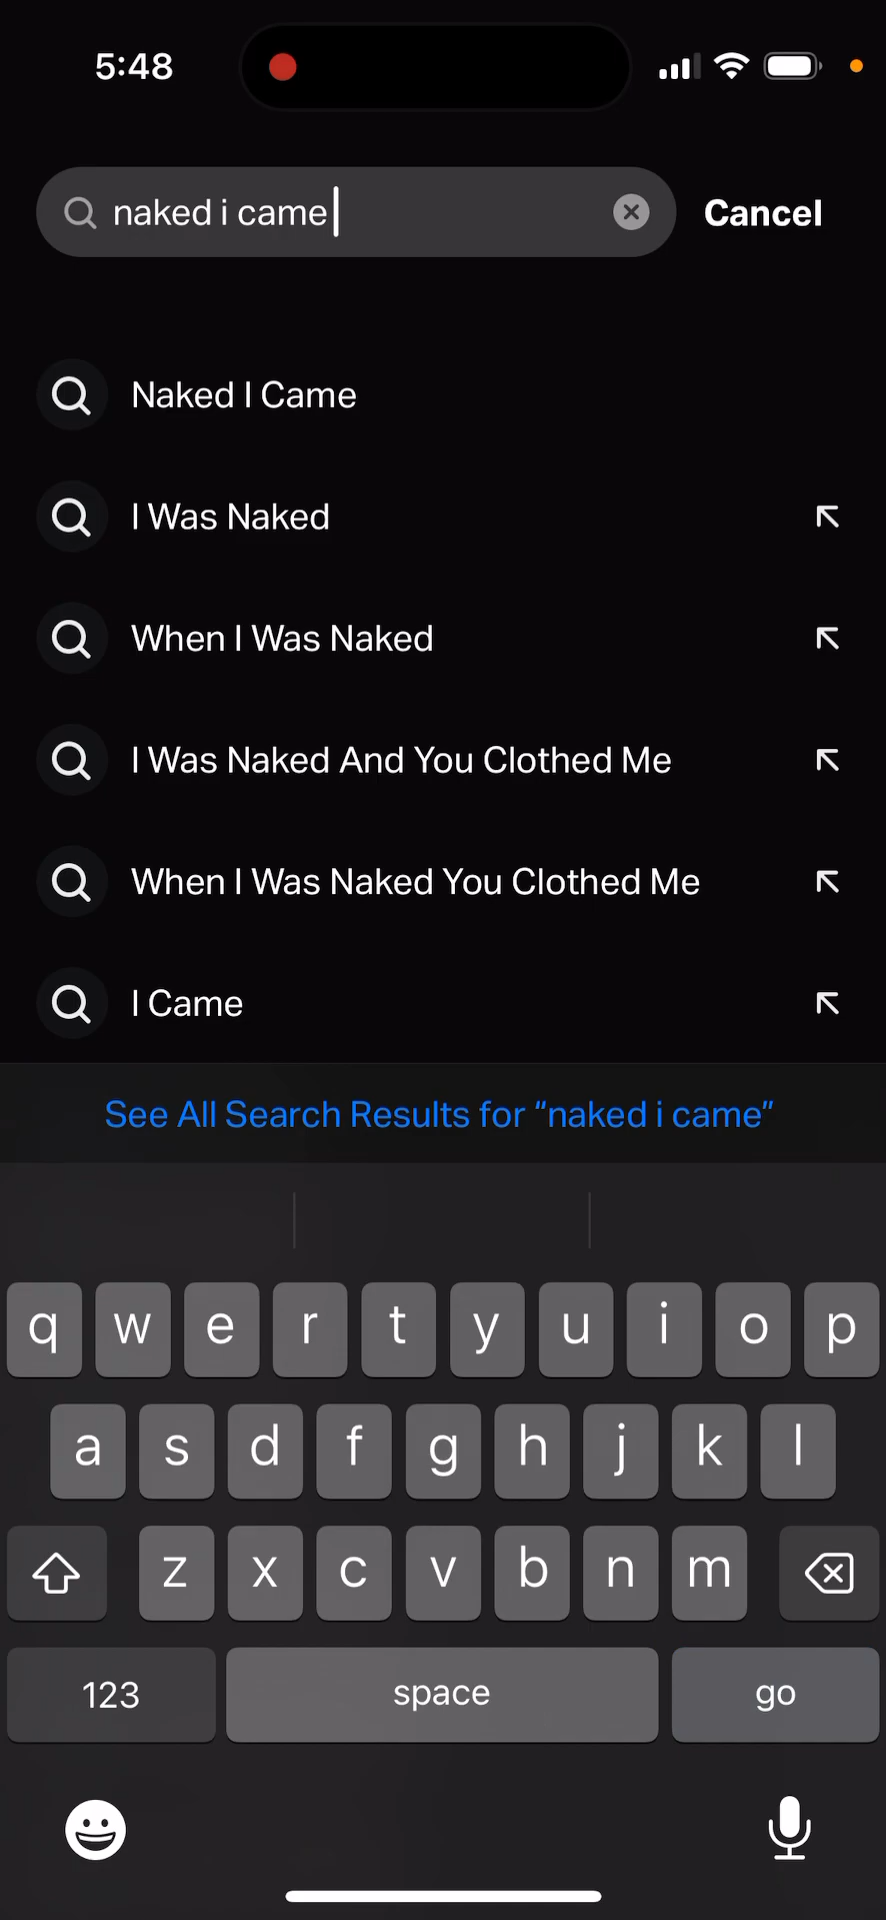 5:48
naked i came
Cancel
Naked I Came
I Was Naked
When I Was Naked
I Was Naked And You Clothed Me
When I Was Naked You Clothed Me
I Came
See All Search Results for “naked i came”
q w e r t y u i o p
a s d f g h j k l
z x c v b n m
123 space go